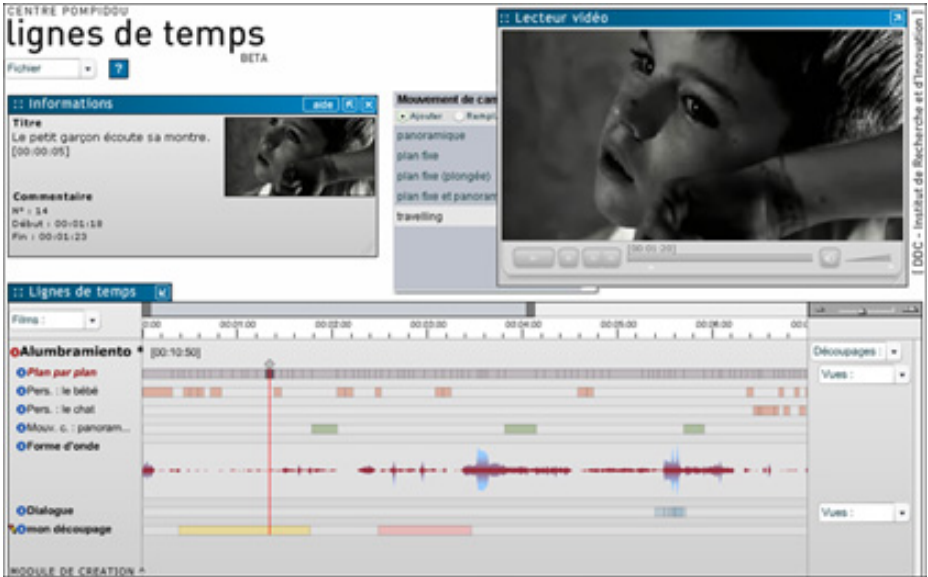 CENTRE POMPIDOU
lignes de temps
BETA
Fichier
?
:: Informations
aide
Titre
Le petit garçon écoute sa montre.
[00:00:05]
Commentaire
N° : 14
Début : 00:01:18
Fin : 00:01:23
Mouvement de cam
Ajouter
Rempla
panoramique
plan fixe
plan fixe (plongée)
plan fixe et panoram
travelling
:: Lecteur vidéo
[00:01:20]
[ DDC - Institut de Recherche et d'Innovation ]
:: Lignes de temps
Films :
0:00 00:01:00 00:02:00 00:03:00 00:04:00 00:05:00 00:06:00 00:
Alumbramiento *
[00:10:50]
Découpages :
Plan par plan
Vues :
Pers. : le bébé
Pers. : le chat
Mouv. c. : panoram...
Forme d'onde
Dialogue
Vues :
mon découpage
MODULE DE CREATION ^